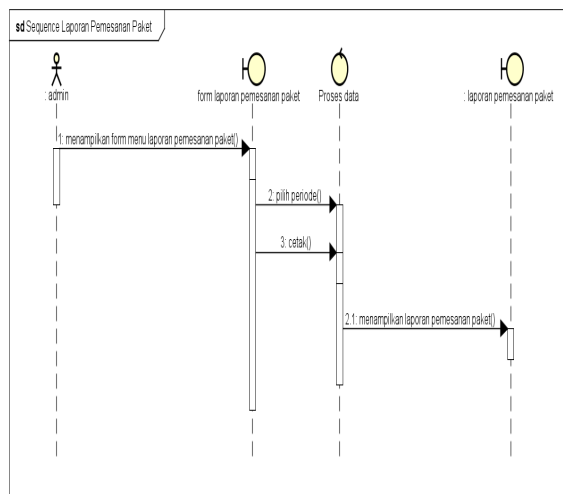 sd Sequence Laporan Pemesanan Paket
: admin
form laporan pemesanan paket
Proses data
: laporan pemesanan paket
1: menampilkan form menu laporan pemesanan paket()
2: pilih periode()
3: cetak()
2.1: menampilkan laporan pemesanan paket()